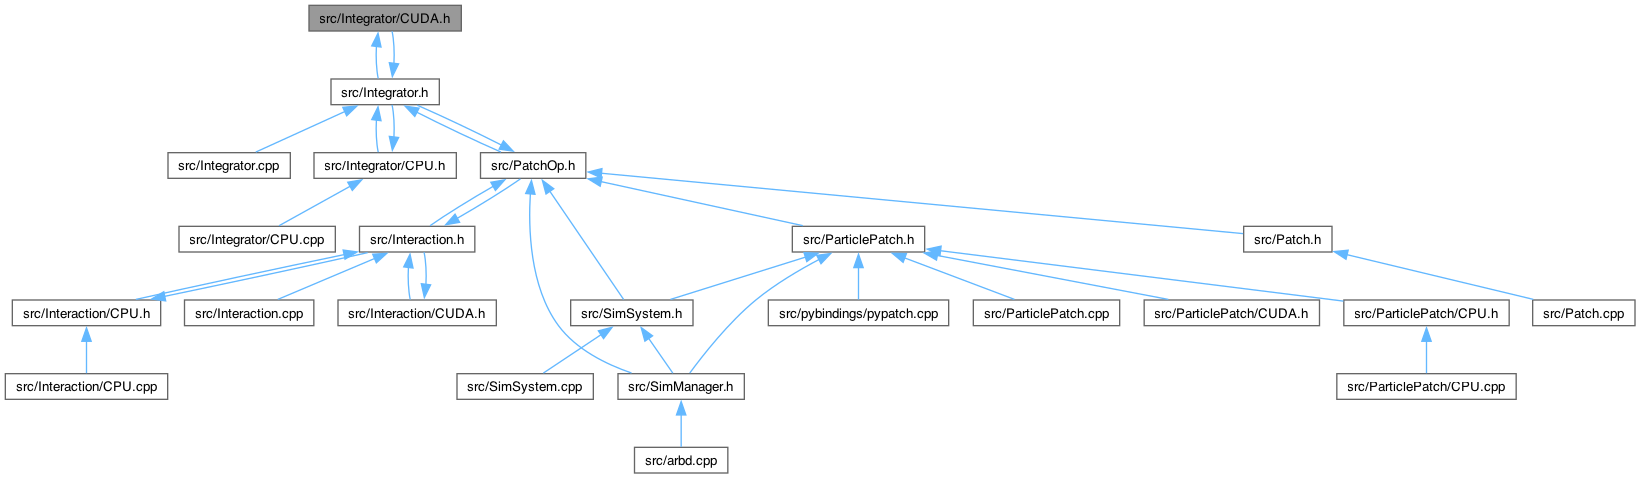 src/Integrator/CUDA.h
src/Integrator.h
src/Integrator.cpp
src/Integrator/CPU.h
src/PatchOp.h
src/Integrator/CPU.cpp
src/Interaction.h
src/ParticlePatch.h
src/Patch.h
src/Interaction/CPU.h
src/Interaction.cpp
src/Interaction/CUDA.h
src/SimSystem.h
src/pybindings/pypatch.cpp
src/ParticlePatch.cpp
src/ParticlePatch/CUDA.h
src/ParticlePatch/CPU.h
src/Patch.cpp
src/Interaction/CPU.cpp
src/SimSystem.cpp
src/SimManager.h
src/ParticlePatch/CPU.cpp
src/arbd.cpp